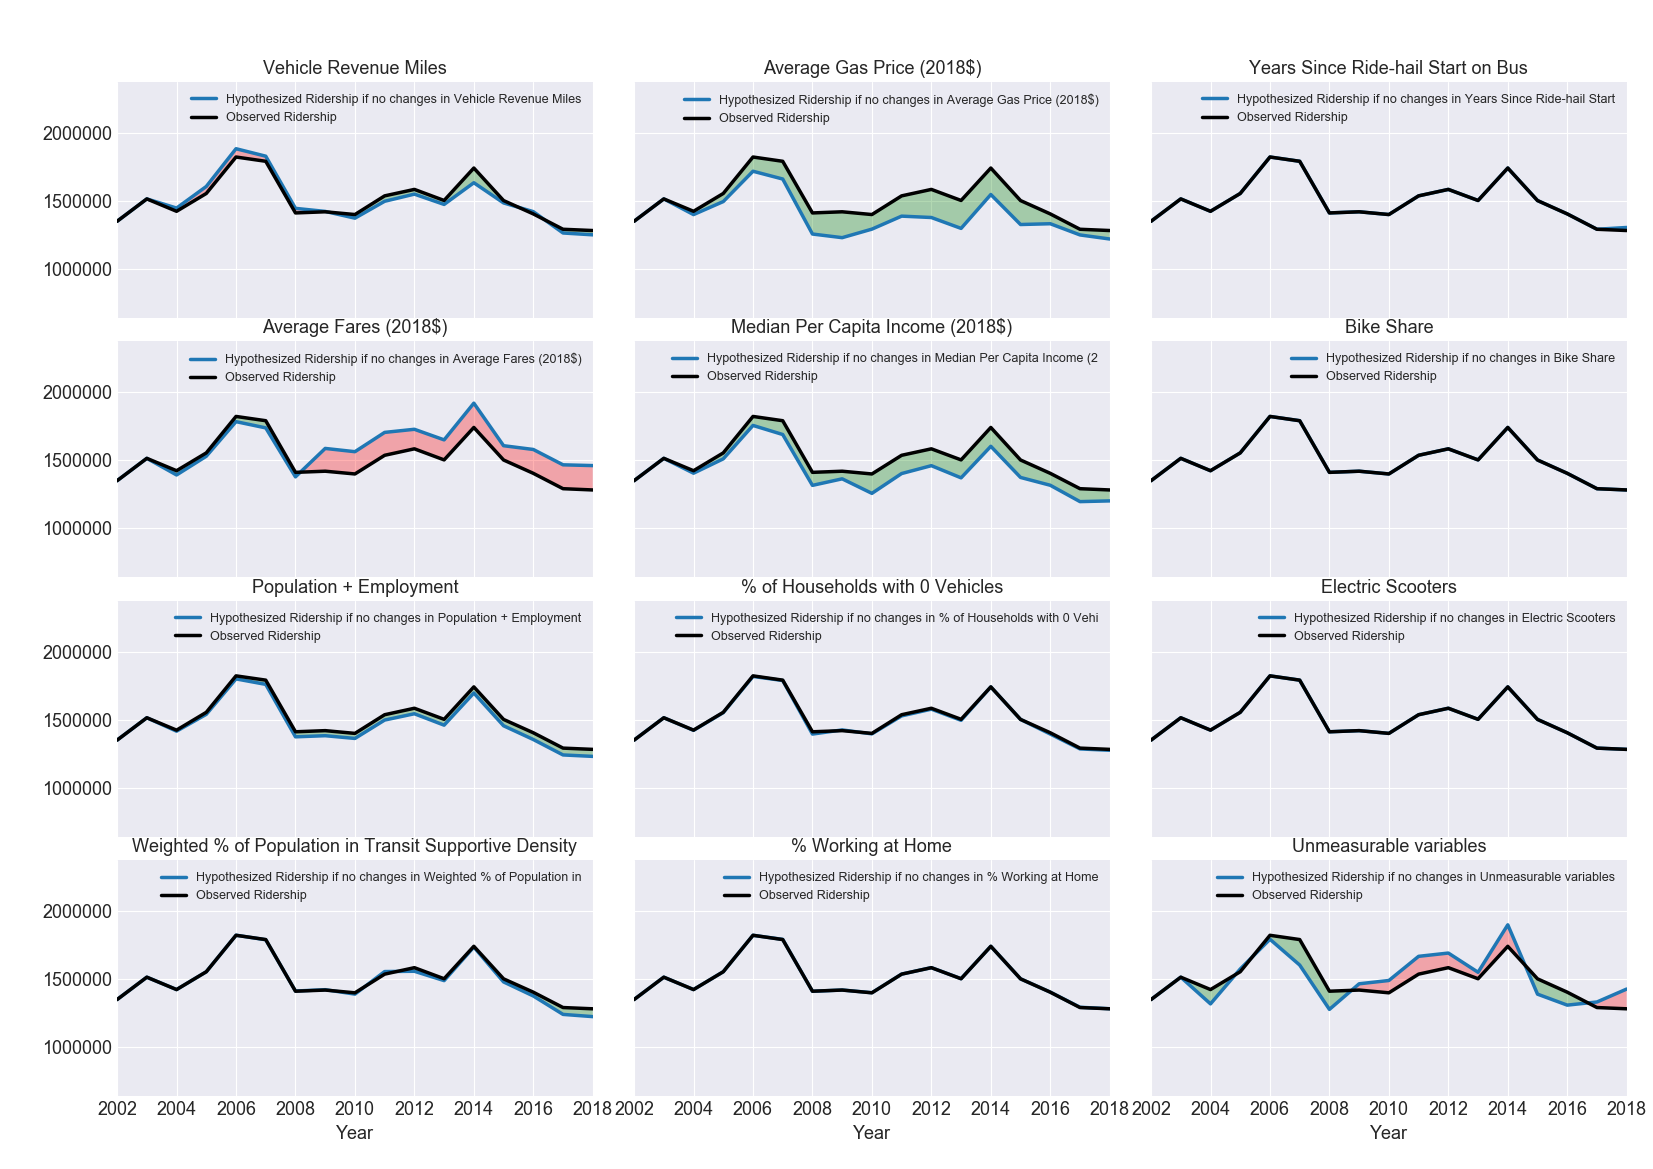 Vehicle Revenue Miles
Hypothesized Ridership if no changes in Vehicle Revenue Miles
Observed Ridership
2000000
1500000
1000000
Average Gas Price (2018$)
Hypothesized Ridership if no changes in Average Gas Price (2018$)
Observed Ridership
Years Since Ride-hail Start on Bus
Hypothesized Ridership if no changes in Years Since Ride-hail Start
Observed Ridership
Average Fares (2018$)
Hypothesized Ridership if no changes in Average Fares (2018$)
Observed Ridership
2000000
1500000
1000000
Median Per Capita Income (2018$)
Hypothesized Ridership if no changes in Median Per Capita Income (2
Observed Ridership
Bike Share
Hypothesized Ridership if no changes in Bike Share
Observed Ridership
Population + Employment
Hypothesized Ridership if no changes in Population + Employment
Observed Ridership
2000000
1500000
1000000
% of Households with 0 Vehicles
Hypothesized Ridership if no changes in % of Households with 0 Vehi
Observed Ridership
Electric Scooters
Hypothesized Ridership if no changes in Electric Scooters
Observed Ridership
Weighted % of Population in Transit Supportive Density
Hypothesized Ridership if no changes in Weighted % of Population in
Observed Ridership
2000000
1500000
1000000
2002 2004 2006 2008 2010 2012 2014 2016 2018
Year
% Working at Home
Hypothesized Ridership if no changes in % Working at Home
Observed Ridership
2002 2004 2006 2008 2010 2012 2014 2016 2018
Year
Unmeasurable variables
Hypothesized Ridership if no changes in Unmeasurable variables
Observed Ridership
2002 2004 2006 2008 2010 2012 2014 2016 2018
Year